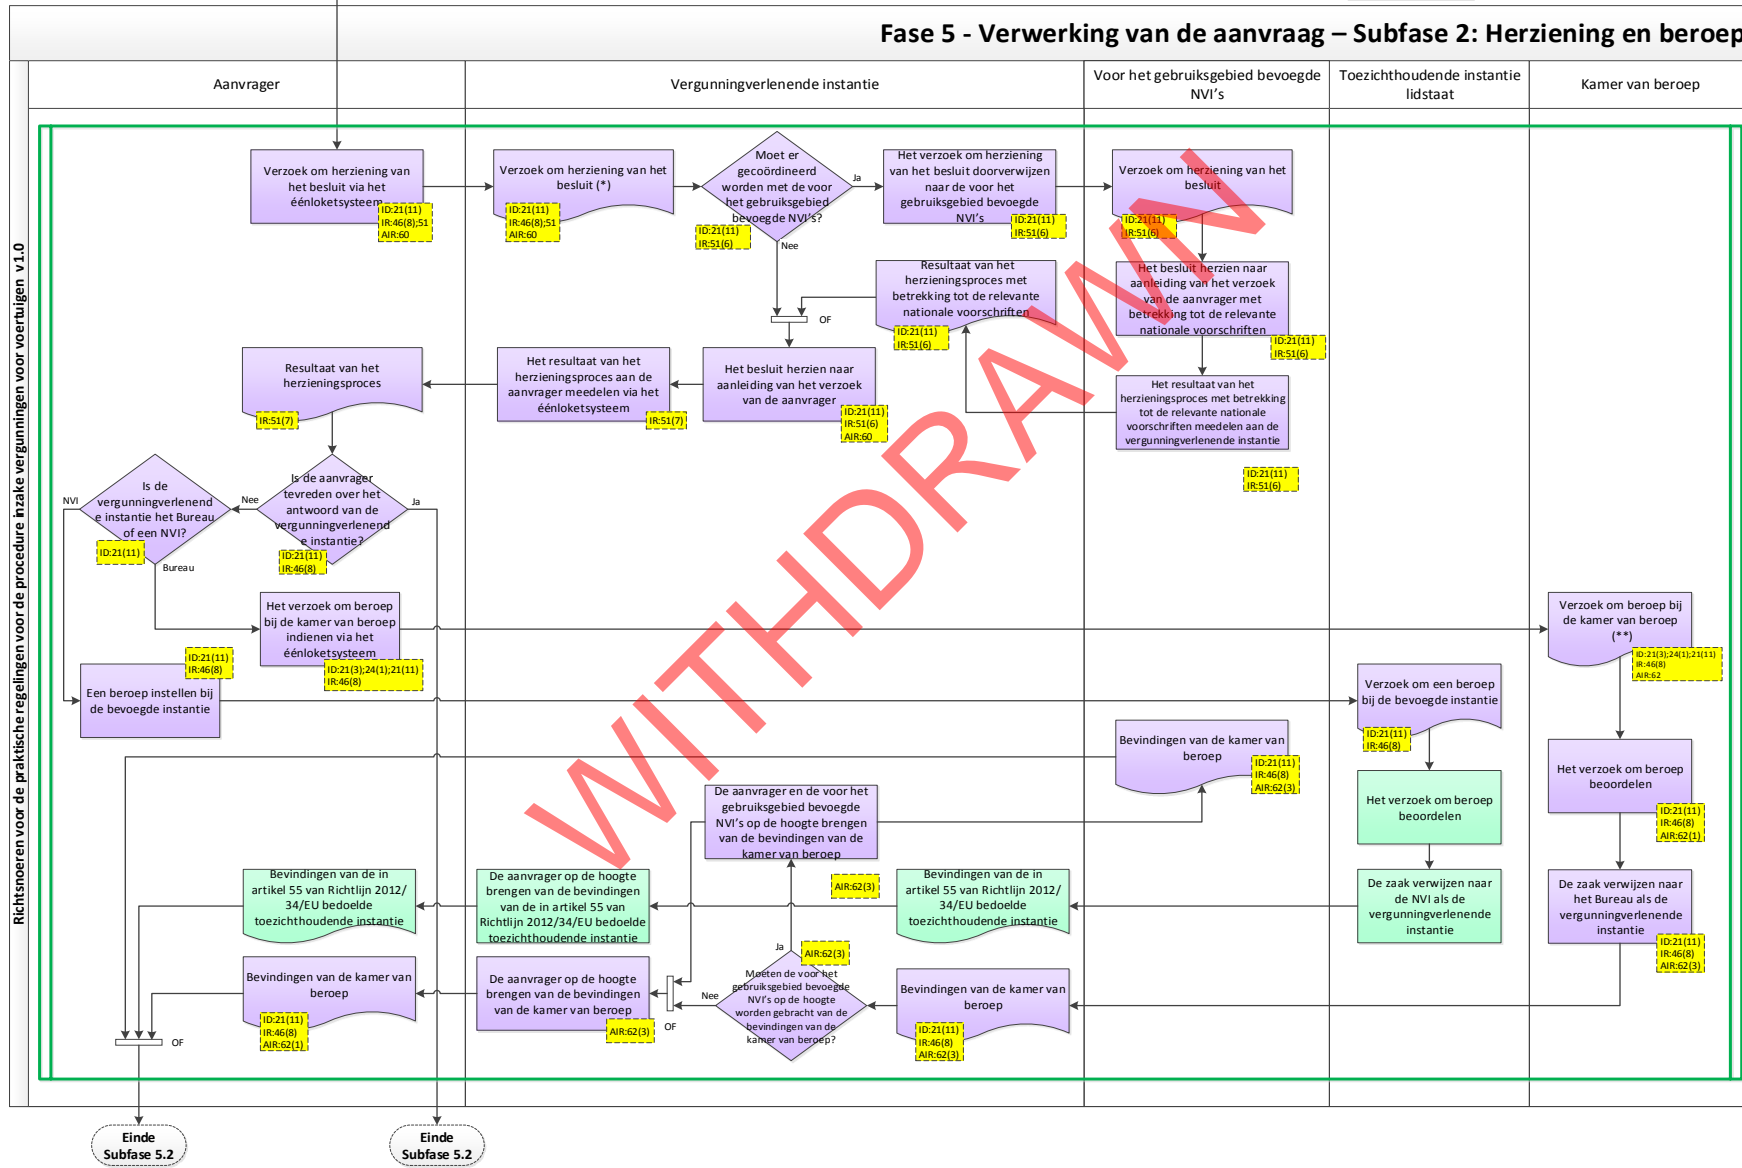 Fase 5 - Verwerking van de aanvraag – Subfase 2: Herziening en beroep
Richtsnoeren voor de praktische regelingen voor de procedure inzake vergunningen voor voertuigen v1.0
Aanvrager
Vergunningverlenende instantie
Voor het gebruiksgebied bevoegde
NVI's
Toezichthoudende instantie
lidstaat
Kamer van beroep
Verzoek om herziening van
het besluit via het
éénloketsysteem
ID:21(11)
IR:46(8);51
AIR:60
Verzoek om herziening van het
besluit (*)
ID:21(11)
IR:46(8);51
AIR:60
Moet er
gecoördineerd
worden met de voor
het gebruiksgebied
bevoegde NVI's?
ID:21(11)
IR:51(6)
Ja
Nee
Het verzoek om herziening
van het besluit doorverwijzen
naar de voor het
gebruiksgebied bevoegde
NVI's
ID:21(11)
IR:51(6)
Verzoek om herziening van het
besluit
ID:21(11)
IR:51(6)
Resultaat van het
herzieningsproces met
betrekking tot de relevante
nationale voorschriften
ID:21(11)
IR:51(6)
OF
Het besluit herzien naar
aanleiding van het verzoek
van de aanvrager met
betrekking tot de relevante
nationale voorschriften
ID:21(11)
IR:51(6)
Resultaat van het
herzieningsproces
IR:51(7)
Het resultaat van het
herzieningsproces aan de
aanvrager meedelen via het
éénloketsysteem
IR:51(7)
Het besluit herzien naar
aanleiding van het verzoek
van de aanvrager
ID:21(11)
IR:51(6)
AIR:60
Het resultaat van het
herzieningsproces met betrekking
tot de relevante nationale
voorschriften meedelen aan de
vergunningverlenende instantie
ID:21(11)
IR:51(6)
Is de
vergunningverlenend
e instantie het Bureau
of een NVI?
ID:21(11)
NVI
Bureau
Nee
Is de aanvrager
tevreden over het
antwoord van de
vergunningverlenend
e instantie?
ID:21(11)
IR:46(8)
Ja
Het verzoek om beroep
bij de kamer van beroep
indienen via het
éénloketsysteem
ID:21(3);24(1);21(11)
IR:46(8)
Verzoek om beroep bij
de kamer van beroep
(**)
ID:21(3);24(1);21(11)
IR:46(8)
AIR:62
ID:21(11)
IR:46(8)
Een beroep instellen bij
de bevoegde instantie
Verzoek om een beroep
bij de bevoegde instantie
ID:21(11)
IR:46(8)
Bevindingen van de kamer van
beroep
ID:21(11)
IR:46(8)
AIR:62(3)
Het verzoek om beroep
beoordelen
Het verzoek om beroep
beoordelen
ID:21(11)
IR:46(8)
AIR:62(1)
De aanvrager en de voor het
gebruiksgebied bevoegde
NVI's op de hoogte brengen
van de bevindingen van de
kamer van beroep
AIR:62(3)
Bevindingen van de in
artikel 55 van Richtlijn 2012/
34/EU bedoelde
toezichthoudende instantie
De aanvrager op de hoogte
brengen van de bevindingen
van de in artikel 55 van
Richtlijn 2012/34/EU bedoelde
toezichthoudende instantie
Bevindingen van de in
artikel 55 van Richtlijn 2012/
34/EU bedoelde
toezichthoudende instantie
De zaak verwijzen naar
de NVI als de
vergunningverlenende
instantie
De zaak verwijzen naar
het Bureau als de
vergunningverlenende
instantie
ID:21(11)
IR:46(8)
AIR:62(3)
Bevindingen van de kamer van
beroep
ID:21(11)
IR:46(8)
AIR:62(1)
De aanvrager op de hoogte
brengen van de bevindingen
van de kamer van beroep
AIR:62(3)
OF
Nee
Ja
AIR:62(3)
Moeten de voor het
gebruiksgebied bevoegde
NVI's op de hoogte
worden gebracht van de
bevindingen van de
kamer van beroep?
Bevindingen van de kamer van
beroep
ID:21(11)
IR:46(8)
AIR:62(3)
OF
Einde
Subfase 5.2
Einde
Subfase 5.2
WITHDRAWN